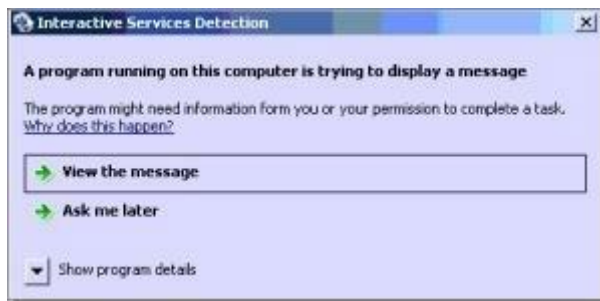 Interactive Services Detection
A program running on this computer is trying to display a message
The program might need information form you or your permission to complete a task.
Why does this happen?
View the message
Ask me later
Show program details